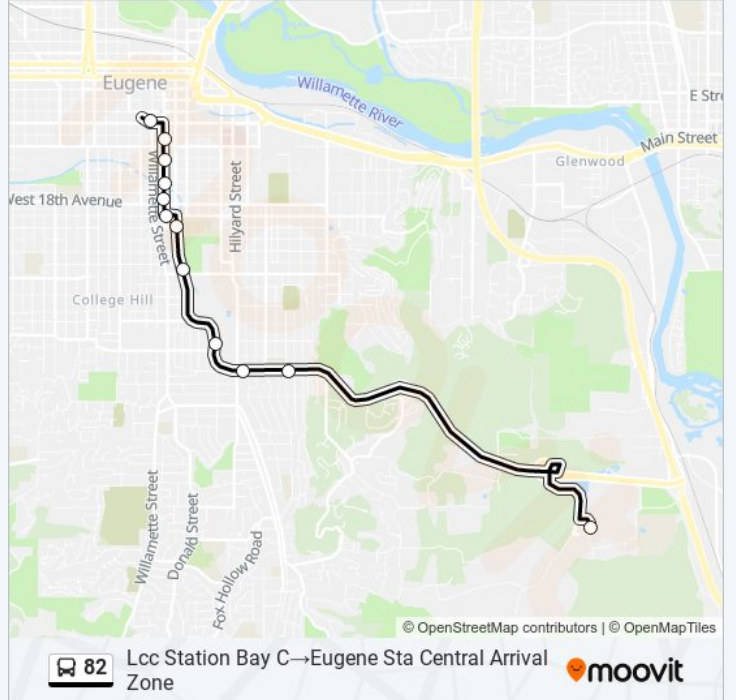 Eugene
Willamette River
E Stre
Main Street
Glenwood
Willamette Street
Hilyard Street
West 18th Avenue
College Hill
Willamette Street
Donald Street
Fox Hollow Road
© OpenStreetMap contributors | © OpenMapTiles
82
Lcc Station Bay C→Eugene Sta Central Arrival
Zone
moovit